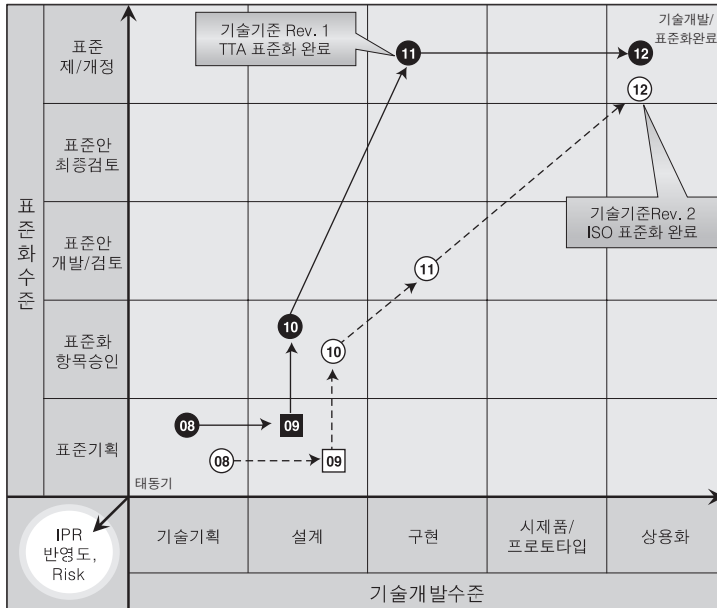 기술기준 Rev. 1
TTA 표준화 완료
기술개발/
표준화완료
표준
제/개정
11
12
12
표준안
최종검토
기술기준Rev. 2
ISO 표준화 완료
표준화수준
표준안
개발/검토
11
10
10
표준화
항목승인
08
09
08
09
표준기획
태동기
IPR
반영도,
Risk
기술기획
설계
구현
시제품/
프로토타입
상용화
기술개발수준